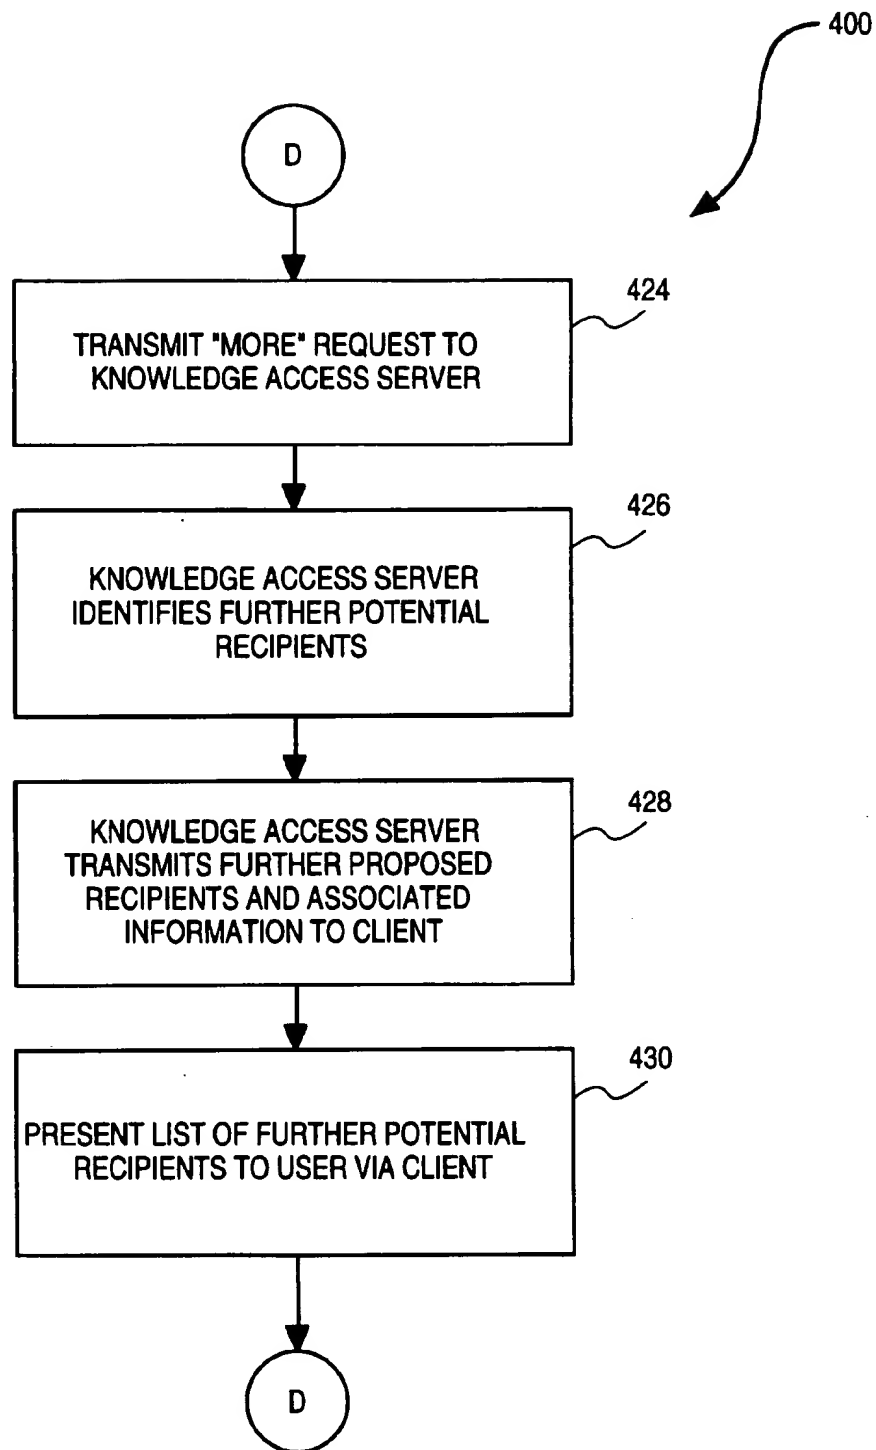 400
D
424
TRANSMIT "MORE" REQUEST TO
KNOWLEDGE ACCESS SERVER
426
KNOWLEDGE ACCESS SERVER
IDENTIFIES FURTHER POTENTIAL
RECIPIENTS
428
KNOWLEDGE ACCESS SERVER
TRANSMITS FURTHER PROPOSED
RECIPIENTS AND ASSOCIATED
INFORMATION TO CLIENT
430
PRESENT LIST OF FURTHER POTENTIAL
RECIPIENTS TO USER VIA CLIENT
D